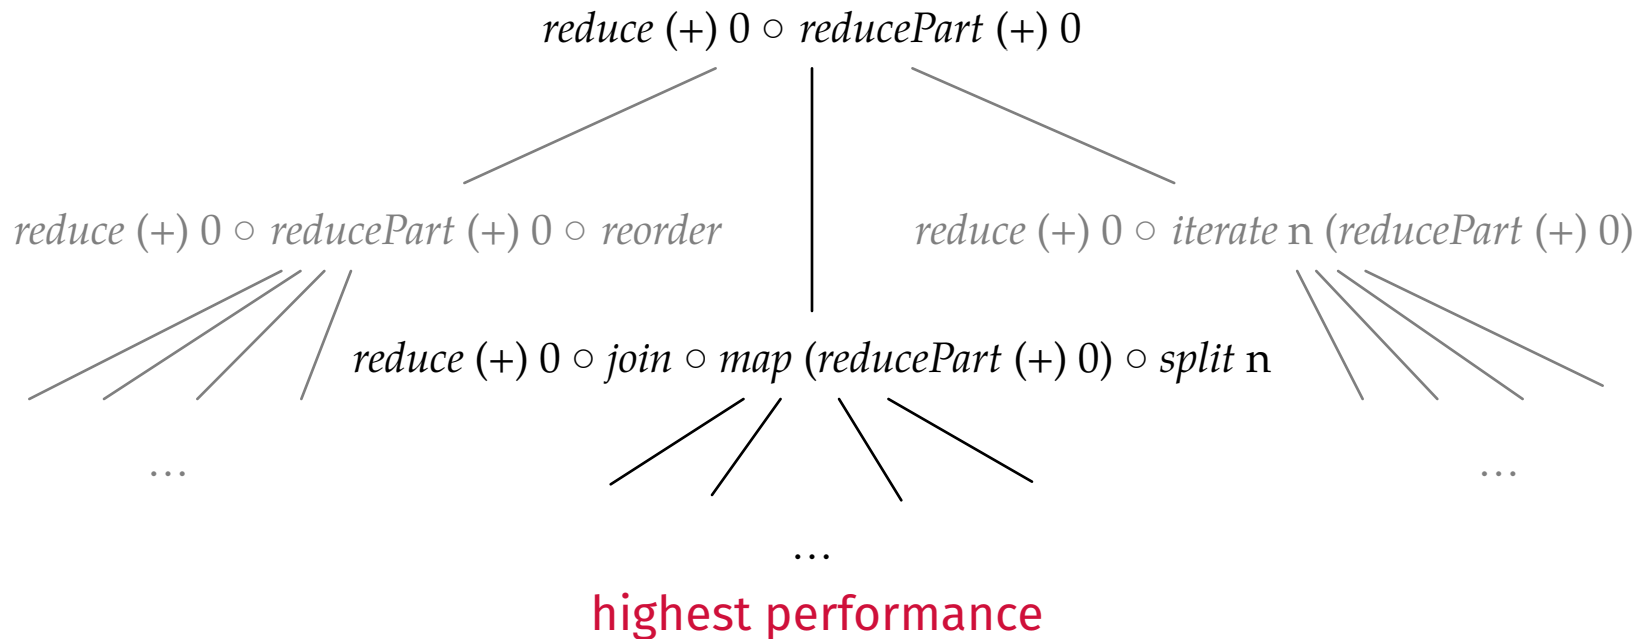 reduce (+) 0 ○ reducePart (+) 0
reduce (+) 0 ○ reducePart (+) 0 ○ reorder
reduce (+) 0 ○ iterate n (reducePart (+) 0)
reduce (+) 0 ○ join ○ map (reducePart (+) 0) ○ split n
...
...
...
highest performance